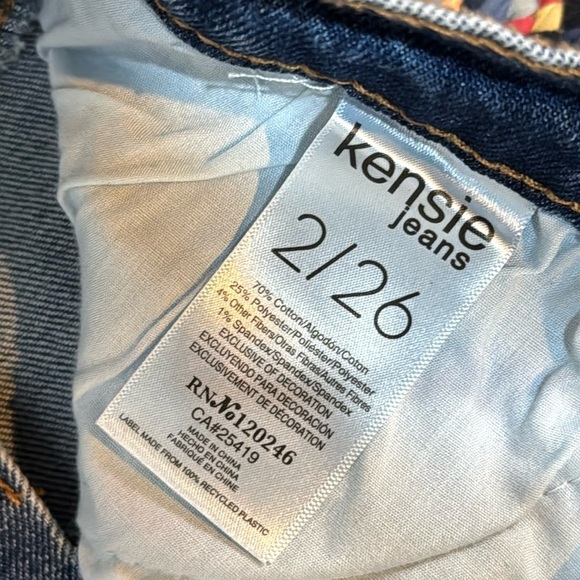 kensie
jeans
2/26
70% Cotton/Algodón/Coton
25% Polyester/Poliéster/Polyester
4% Other Fibers/Otras Fibras/Autres Fibres
1% Spandex/Spandex/Spandex
EXCLUSIVE OF DECORATION
EXCLUYENDO PARA DECORACIÓN
EXCLUSIVEMENT DE DÉCORATION
RN№120246
CA#25419
MADE IN CHINA
HECHO EN CHINA
FABRIQUE EN CHINE
LABEL MADE FROM 100% RECYCLED PLASTIC